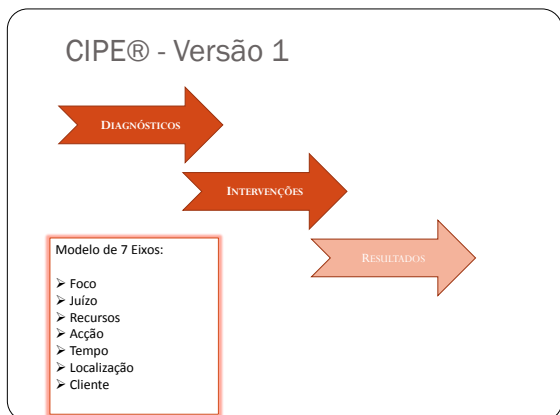 CIPE® - Versão 1
DIAGNÓSTICOS
INTERVENÇÕES
RESULTADOS
Modelo de 7 Eixos:
➢ Foco
➢ Juízo
➢ Recursos
➢ Acção
➢ Tempo
➢ Localização
➢ Cliente